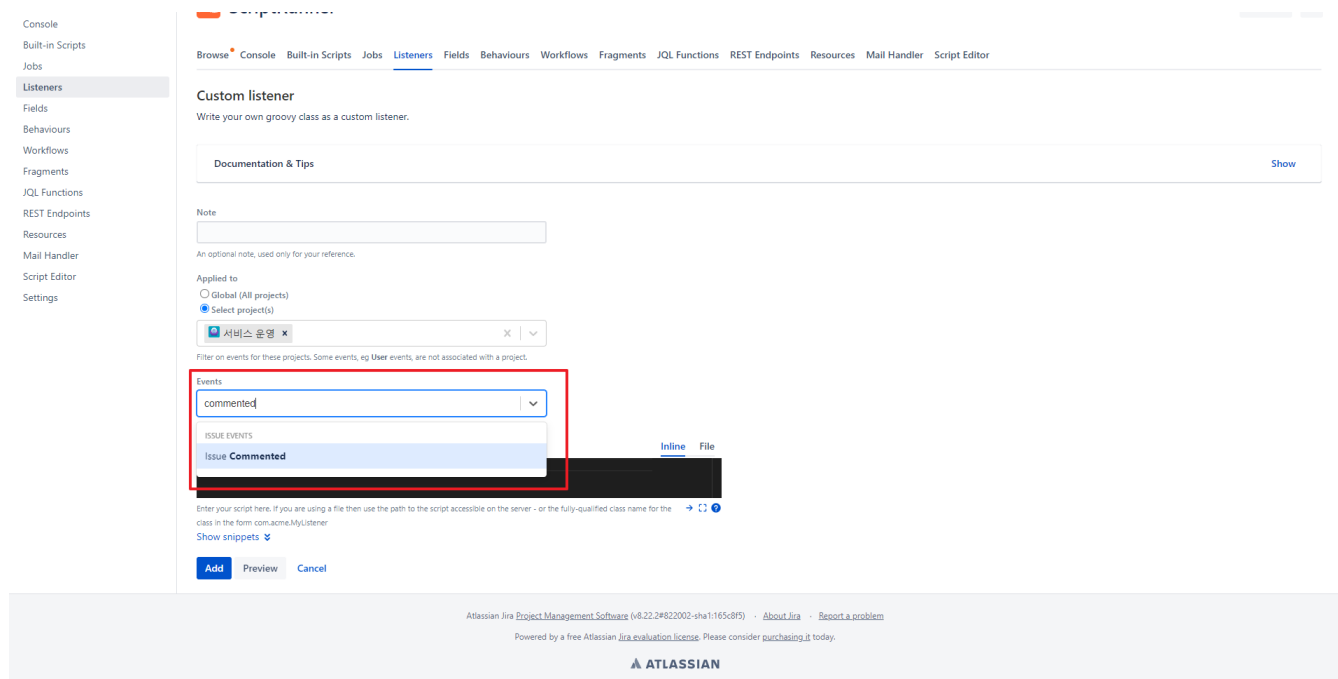 Console
Built-in Scripts
Jobs
Listeners
Fields
Behaviours
Workflows
Fragments
JQL Functions
REST Endpoints
Resources
Mail Handler
Script Editor
Settings
Browse Console Built-in Scripts Jobs Listeners Fields Behaviours Workflows Fragments JQL Functions REST Endpoints Resources Mail Handler Script Editor
Custom listener
Write your own groovy class as a custom listener.
Documentation & Tips Show
Note
An optional note, used only for your reference.
Applied to
Global (All projects)
Select project(s)
서비스 운영
Filter on events for these projects. Some events, eg User events, are not associated with a project.
Events
commented
ISSUE EVENTS
Issue Commented
Inline File
Enter your script here. If you are using a file then use the path to the script accessible on the server - or the fully-qualified class name for the
class in the form com.acme.MyListener
Show snippets
Add Preview Cancel
Atlassian Jira Project Management Software (v8.22.2#822002-sha1:165c8f5) · About Jira · Report a problem
Powered by a free Atlassian Jira evaluation license. Please consider purchasing it today.
ATLASSIAN